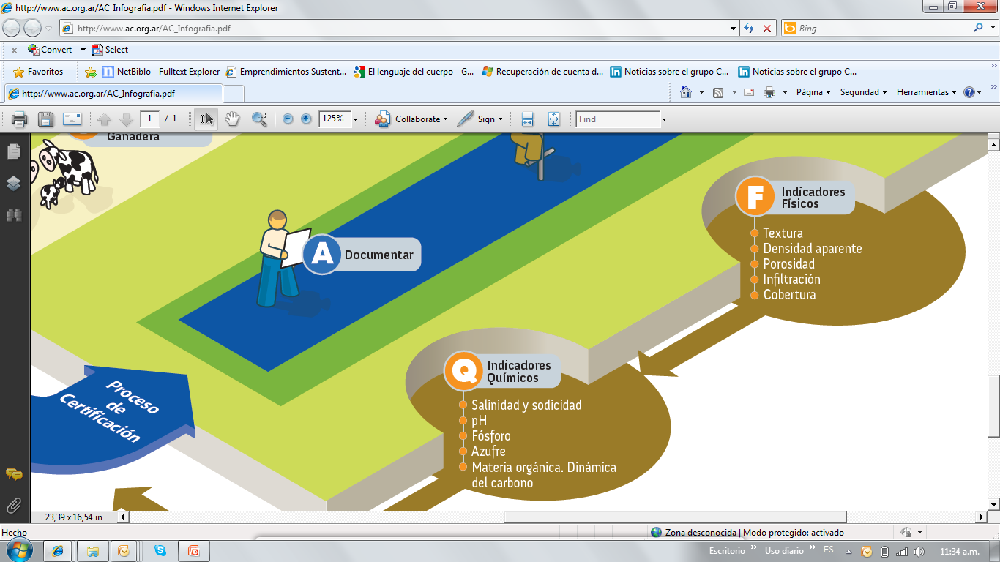 http://www.ac.org.ar/AC_Infografia.pdf - Windows Internet Explorer
http://www.ac.org.ar/AC_Infografia.pdf
Bing
x Convert Select
Favoritos NetBiblo - Fulltext Explorer Emprendimientos Sustent... El lenguaje del cuerpo - G... Recuperación de cuenta d... Noticias sobre el grupo C... Noticias sobre el grupo C...
http://www.ac.org.ar/AC_Infografia.pdf
Página Seguridad Herramientas
1 / 1 125% Collaborate Sign Find
Ganadera
F Indicadores
Físicos
Textura
Densidad aparente
Porosidad
Infiltración
Cobertura
A Documentar
Q Indicadores
Químicos
Salinidad y sodicidad
pH
Fósforo
Azufre
Materia orgánica. Dinámica
del carbono
Proceso
de
Certificación
23,39 x 16,54 in
Hecho
Zona desconocida | Modo protegido: activado
Escritorio » Uso diario » ES 11:34 a.m.